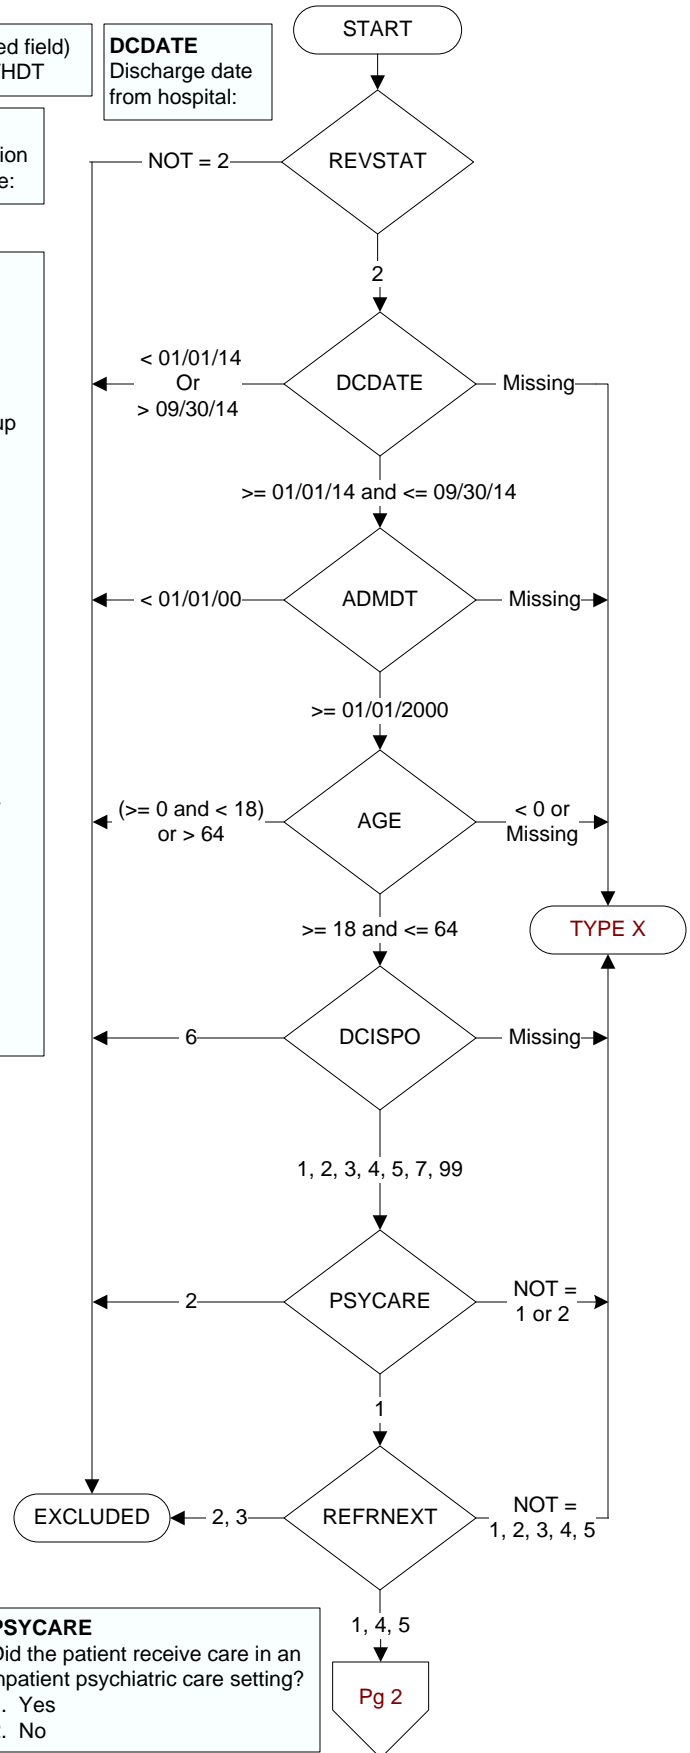 START
ed field)
HDT
DCDATE
Discharge date
from hospital:
ion
e:
NOT = 2
REVSTAT
2
< 01/01/14
Or
> 09/30/14
DCDATE
Missing
up
>= 01/01/14 and <= 09/30/14
< 01/01/00
ADMDT
Missing
>= 01/01/2000
(>= 0 and < 18)
or > 64
AGE
< 0 or
Missing
>= 18 and <= 64
TYPE X
6
DCISPO
Missing
1, 2, 3, 4, 5, 7, 99
2
PSYCARE
NOT =
1 or 2
1
EXCLUDED
2, 3
REFRNEXT
NOT =
1, 2, 3, 4, 5
1, 4, 5
Pg 2
PSYCARE
Did the patient receive care in an
inpatient psychiatric care setting?
. Yes
. No